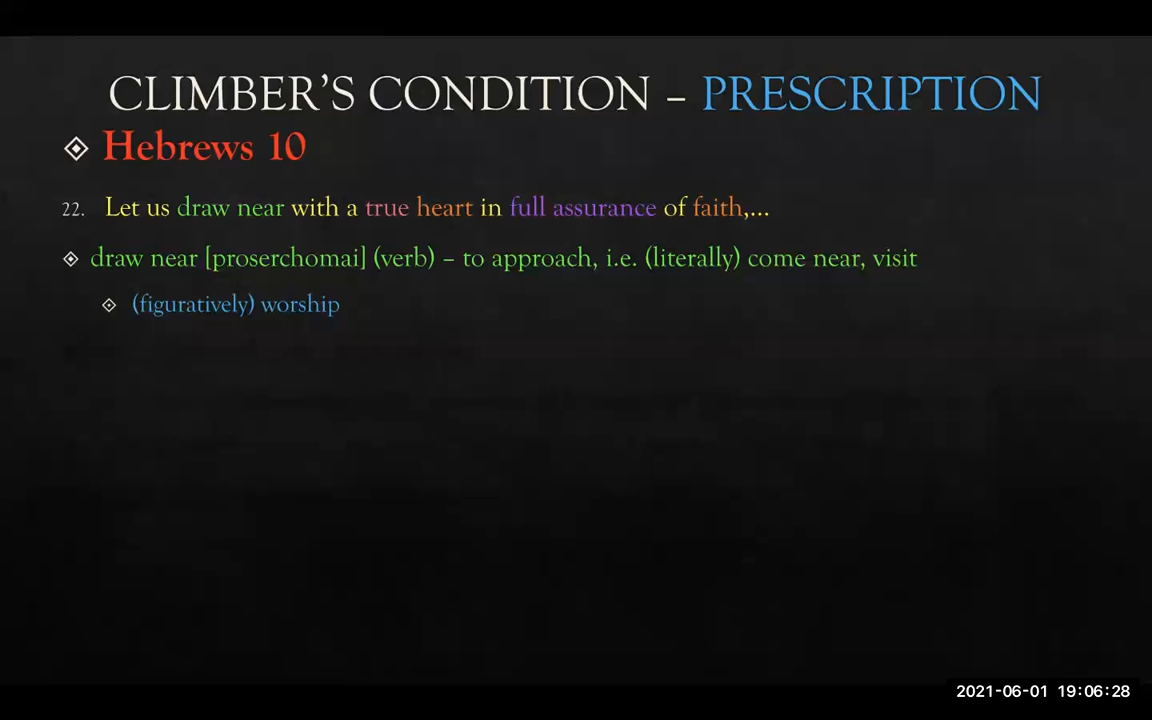 CLIMBER'S CONDITION – PRESCRIPTION
Hebrews 10
22. Let us draw near with a true heart in full assurance of faith,...
draw near [proserchomai] (verb) – to approach, i.e. (literally) come near, visit
(figuratively) worship
2021-06-01 19:06:28